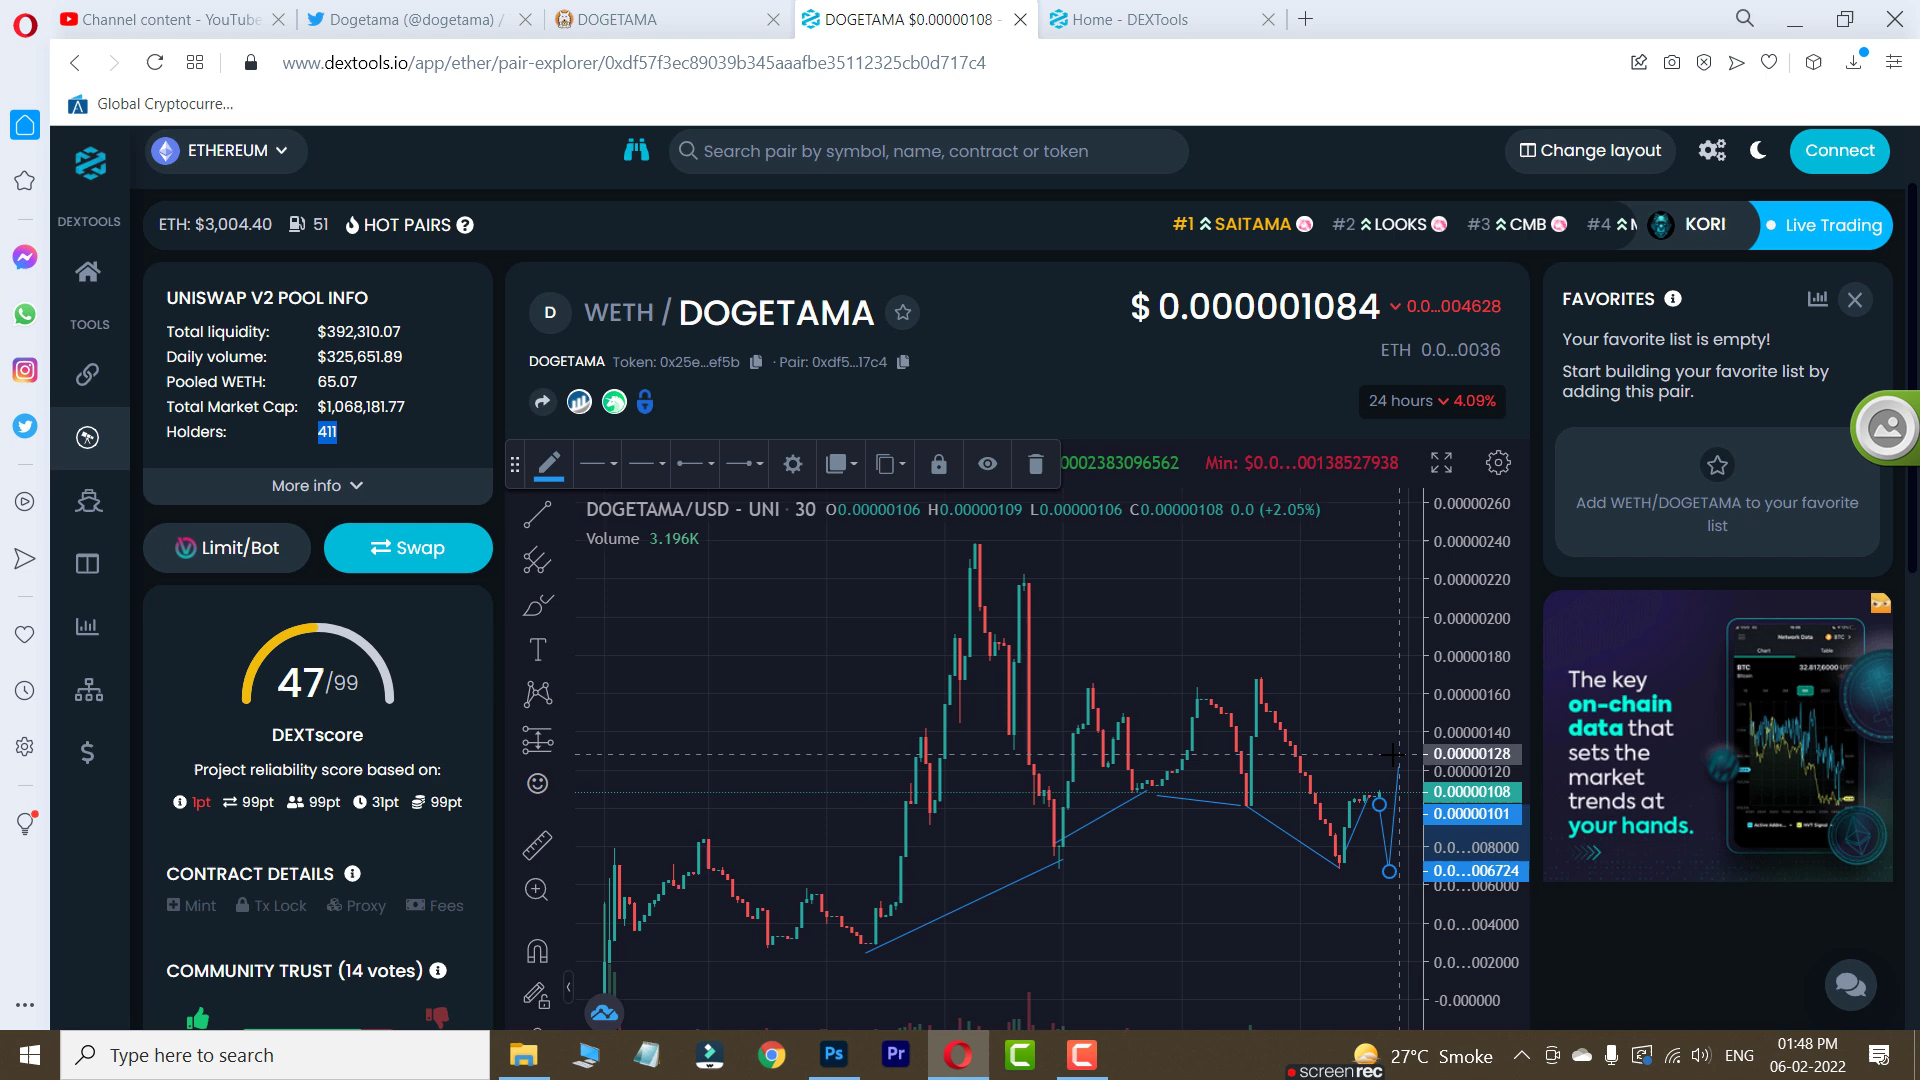 Channel content - YouTube
Dogetama (@dogetama) /
DOGETAMA
DOGETAMA $0.00000108 -
Home - DEXTools
www.dextools.io/app/ether/pair-explorer/0xdf57f3ec89039b345aaafbe35112325cb0d717c4
Global Cryptocurre...
ETHEREUM
Search pair by symbol, name, contract or token
Change layout
Connect
DEXTOOLS
ETH: $3,004.40
51
HOT PAIRS
#1 SAITAMA
#2 LOOKS
#3 CMB
#4
KORI
Live Trading
TOOLS
UNISWAP V2 POOL INFO
Total liquidity: $392,310.07
Daily volume: $325,651.89
Pooled WETH: 65.07
Total Market Cap: $1,068,181.77
Holders: 411
More info
Limit/Bot
Swap
47/99
DEXTscore
Project reliability score based on:
1pt 99pt 99pt 31pt 99pt
CONTRACT DETAILS
Mint Tx Lock Proxy Fees
COMMUNITY TRUST (14 votes)
D
WETH / DOGETAMA
$ 0.000001084
0.0...004628
ETH 0.0...0036
DOGETAMA Token: 0x25e...ef5b · Pair: 0xdf5...17c4
24 hours 4.09%
0002383096562
Min: $0.0...00138527938
DOGETAMA/USD - UNI · 30 O0.00000106 H0.00000109 L0.00000106 C0.00000108 0.0 (+2.05%)
Volume 3.196K
0.00000260
0.00000240
0.00000220
0.00000200
0.00000180
0.00000160
0.00000140
0.00000128
0.00000120
0.00000108
0.00000101
0.0...008000
0.0...006724
0.0...006000
0.0...004000
0.0...002000
-0.000000
FAVORITES
Your favorite list is empty!
Start building your favorite list by
adding this pair.
Add WETH/DOGETAMA to your favorite
list
The key
on-chain
data that
sets the
market
trends at
your hands.
Network Data
BTC
Chart
Table
BTC
Type here to search
Ps
Pr
27°C Smoke
ENG
01:48 PM
06-02-2022
screenrec